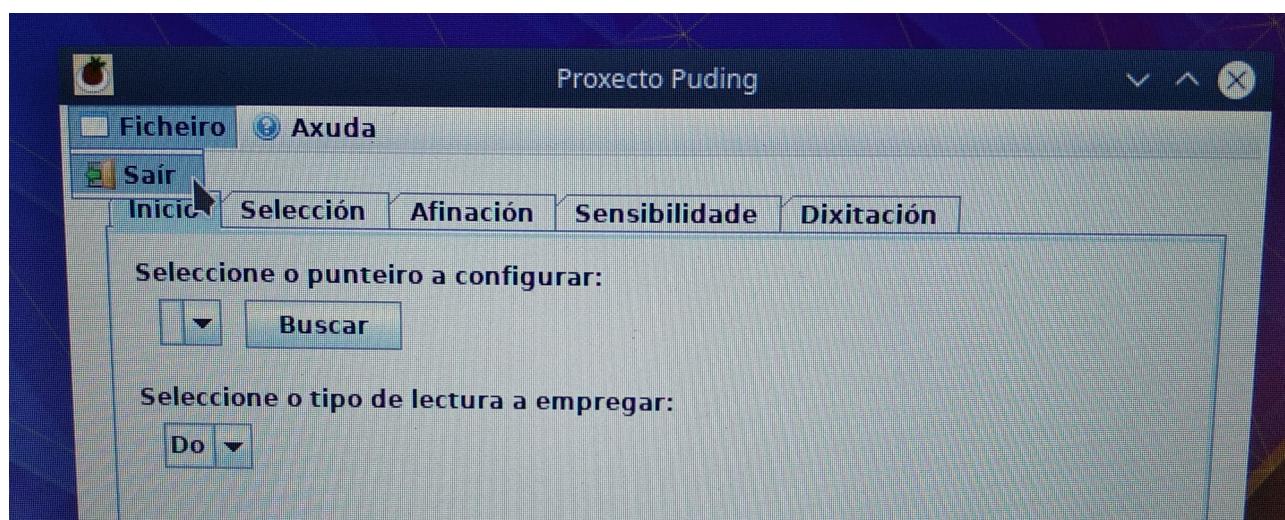 Proxecto Puding
Ficheiro Axuda
Saír
Inicio Selección Afinación Sensibilidade Dixitación
Seleccione o punteiro a configurar:
Buscar
Seleccione o tipo de lectura a empregar:
Do